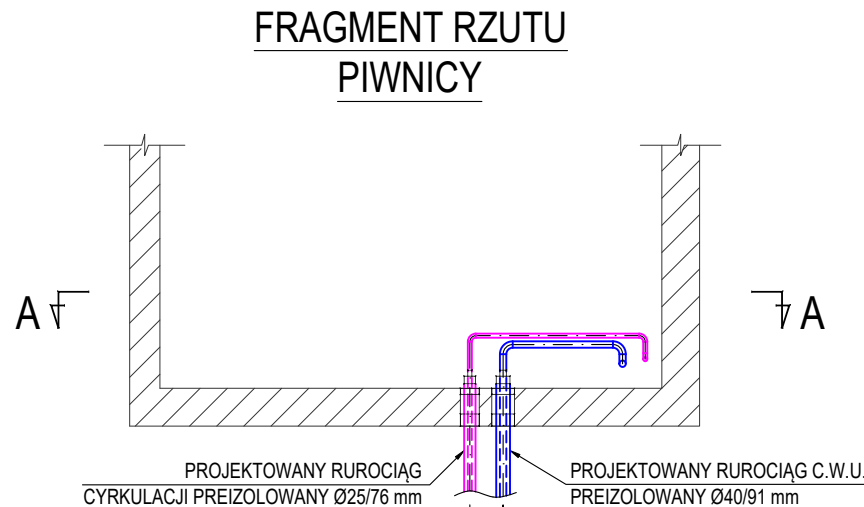 FRAGMENT RZUTU
PIWNICY
A
A
PROJEKTOWANY RUROCIĄG
CYRKULACJI PREIZOLOWANY Ø25/76 mm
PROJEKTOWANY RUROCIĄG C.W.U.
PREIZOLOWANY Ø40/91 mm